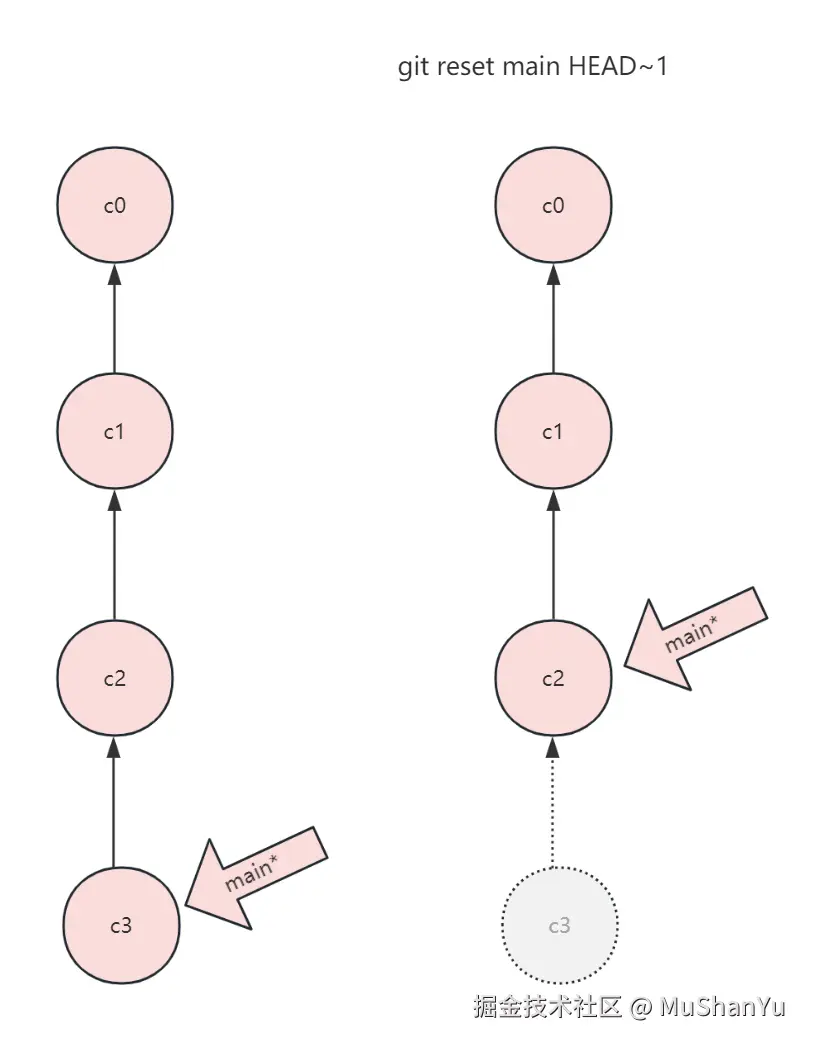 git reset main HEAD~1
c0
c0
c1
c1
c2
c2
main*
c3
main*
c3
掘金技术社区 @ MuShanYu